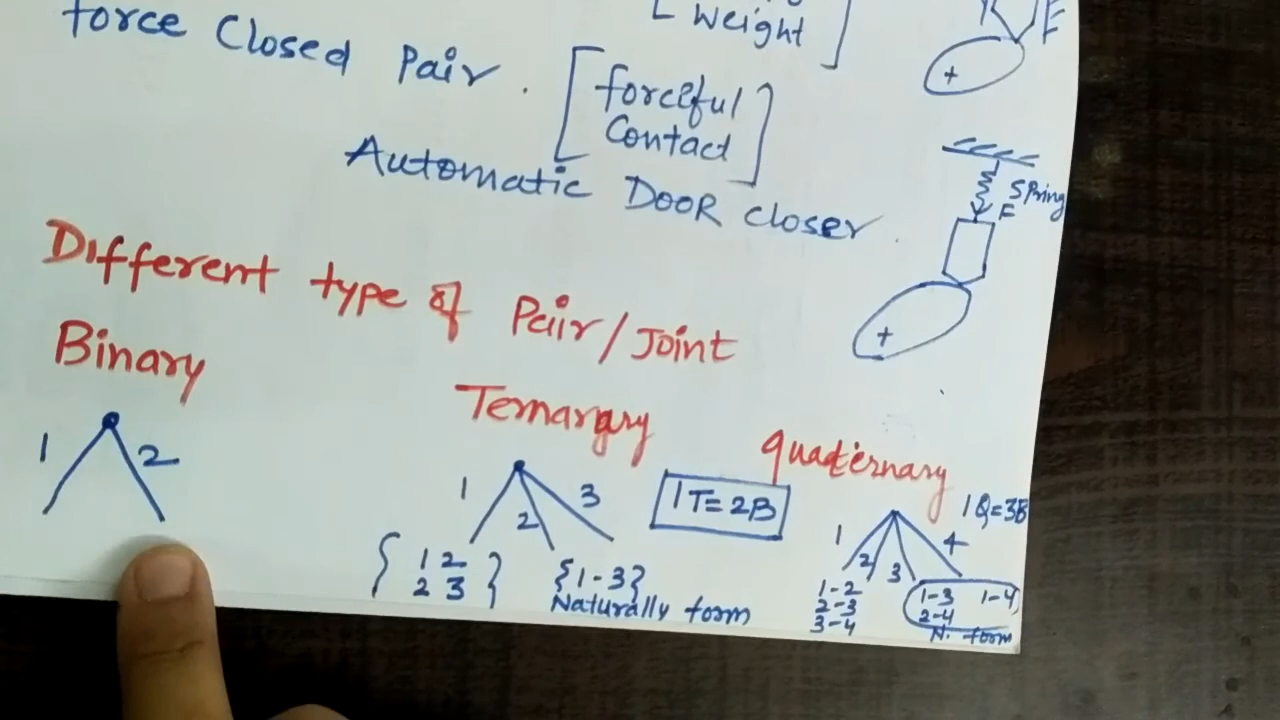 [ Weight ]
F
force Closed Pair . [ forceful
Contact ]
+
Automatic DOOR closer .
Spring
F
+
Different type of Pair/Joint
Binary
1 2
Ternary
1 2 3
1T=2B
{ 1 2
2 3 }
{1-3}
Naturally form
quaternary
1Q=3B
1 2 3 4
1-2
2-3
3-4
1-3 1-4
2-4
N. form